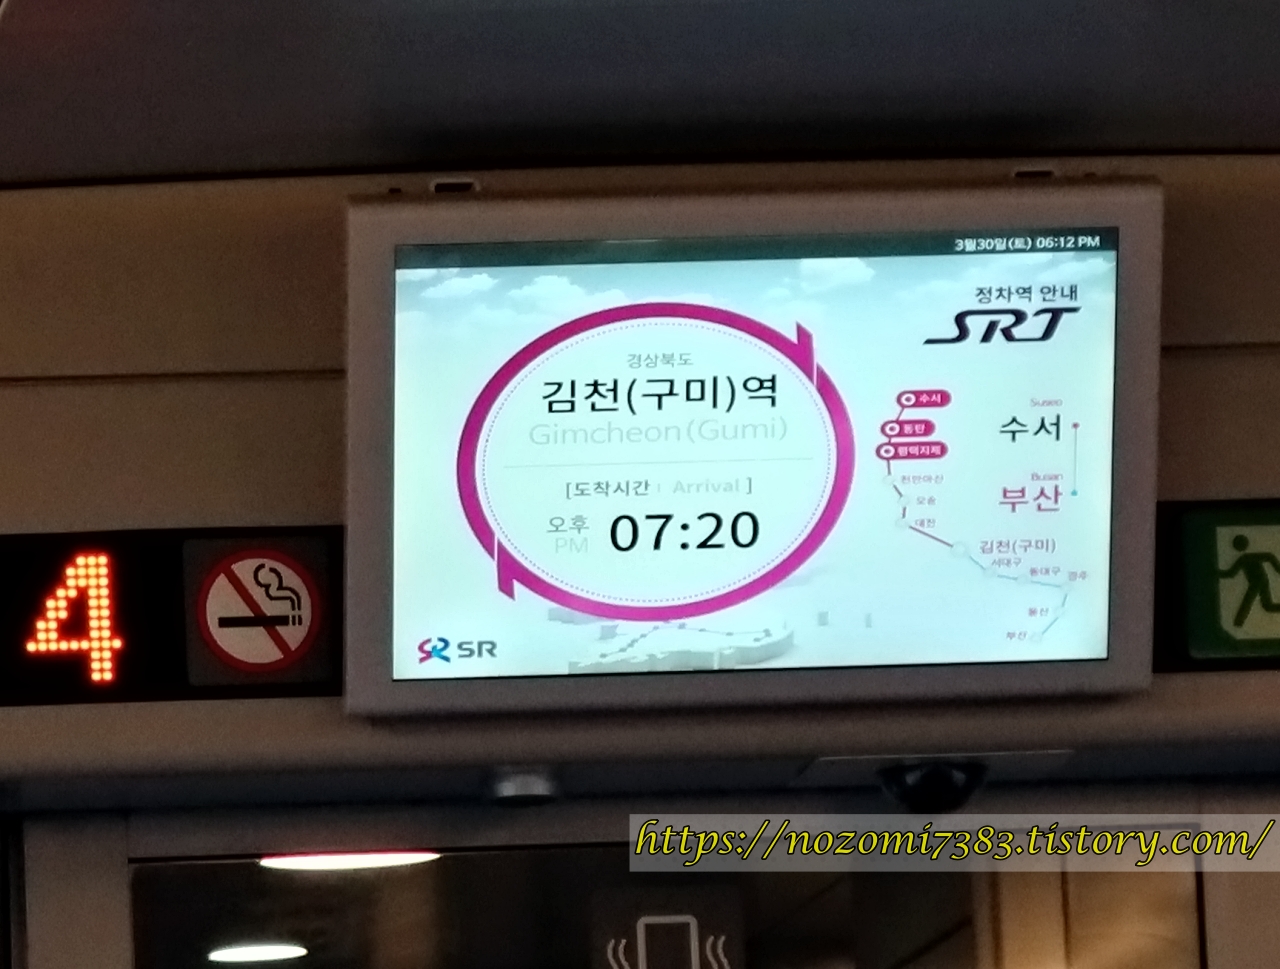 3월30일(토) 06:12 PM
정차역 안내
SRT
경상북도
김천(구미)역
Gimcheon(Gumi)
[도착시간 | Arrival ]
오후
PM
07:20
수서
동탄
평택지제
천안아산
오송
대전
김천(구미)
서대구
동대구
경주
울산
부산
Suseo
수서
Busan
부산
SR
4
https://nozomi7383.tistory.com/